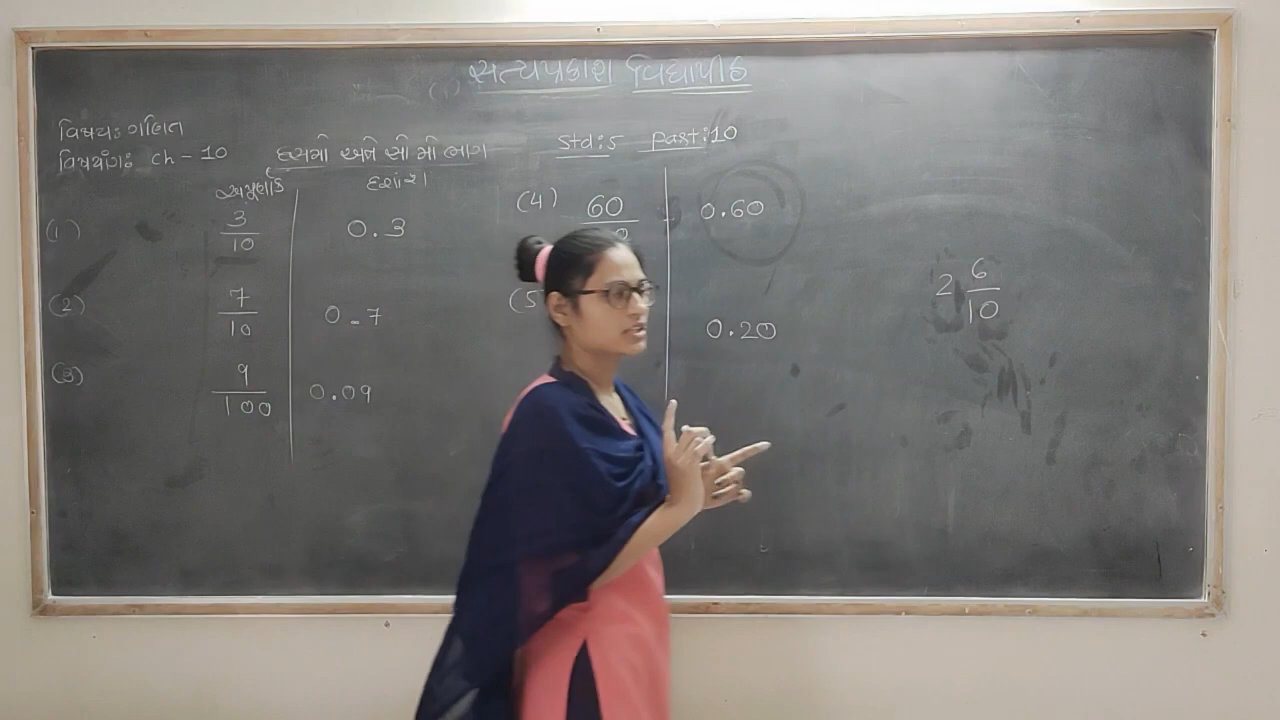 સત્યપ્રકાશ વિદ્યાપીઠ
વિષય: ગણિત
વિષયાંગ: ch - 10 દસમો અને સોમો ભાગ std: 5 part: 10
અપૂર્ણાંક દશાંશ
(1) 3/10 0.3
(2) 7/10 0.7
(3) 9/100 0.09
(4) 60 0.60
(5 0.20
2 6/10